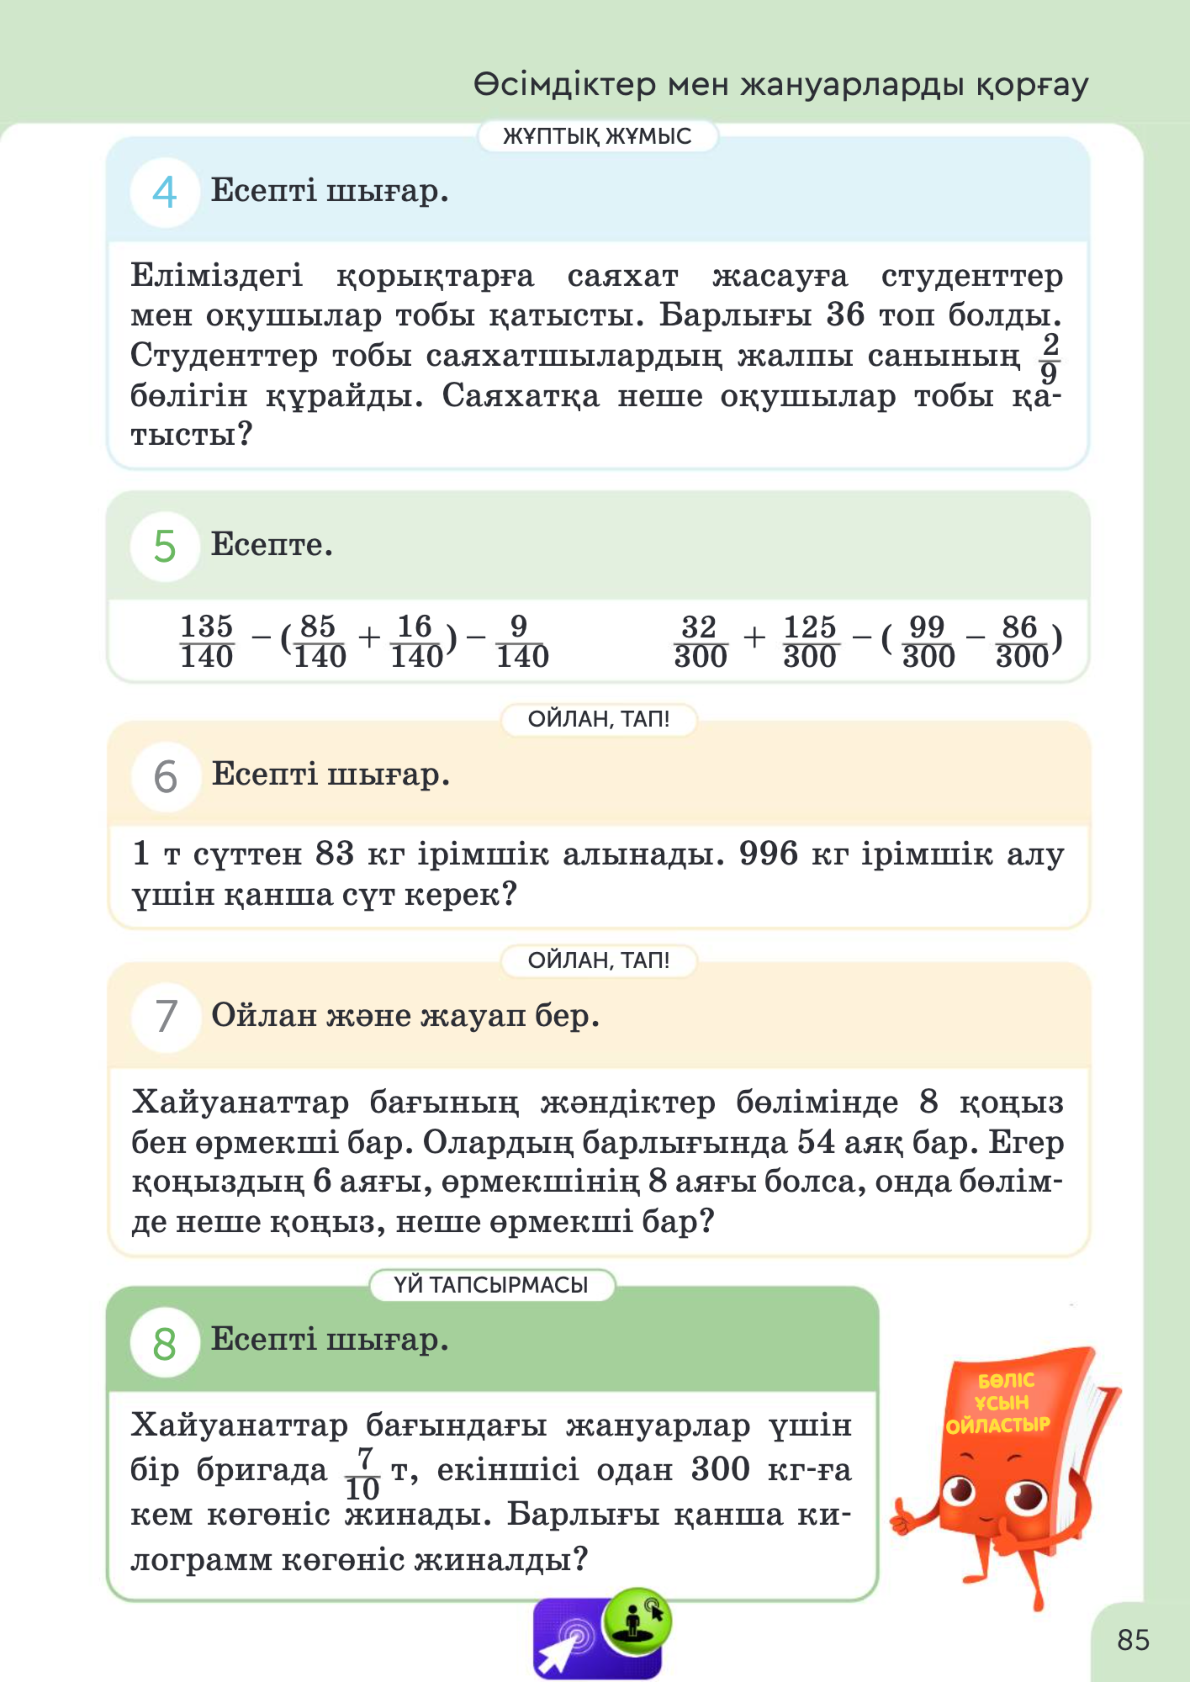 Өсімдіктер мен жануарларды қорғау
ЖҰПТЫҚ ЖҰМЫС
4 Есепті шығар.
Еліміздегі қорықтарға саяхат жасауға студенттер
мен оқушылар тобы қатысты. Барлығы 36 топ болды.
Студенттер тобы саяхатшылардың жалпы санының 2/9
бөлігін құрайды. Саяхатқа неше оқушылар тобы қа-
тысты?
5 Есепте.
135/140 – (85/140 + 16/140) – 9/140 32/300 + 125/300 – (99/300 – 86/300)
ОЙЛАН, ТАП!
6 Есепті шығар.
1 т сүттен 83 кг ірімшік алынады. 996 кг ірімшік алу
үшін қанша сүт керек?
ОЙЛАН, ТАП!
7 Ойлан және жауап бер.
Хайуанаттар бағының жәндіктер бөлімінде 8 қоңыз
бен өрмекші бар. Олардың барлығында 54 аяқ бар. Егер
қоңыздың 6 аяғы, өрмекшінің 8 аяғы болса, онда бөлім-
де неше қоңыз, неше өрмекші бар?
ҮЙ ТАПСЫРМАСЫ
8 Есепті шығар.
Хайуанаттар бағындағы жануарлар үшін
бір бригада 7/10 т, екіншісі одан 300 кг-ға
кем көгөніс жинады. Барлығы қанша ки-
лограмм көгөніс жиналды?
БӨЛІС
ҰСЫН
ОЙЛАСТЫР
85